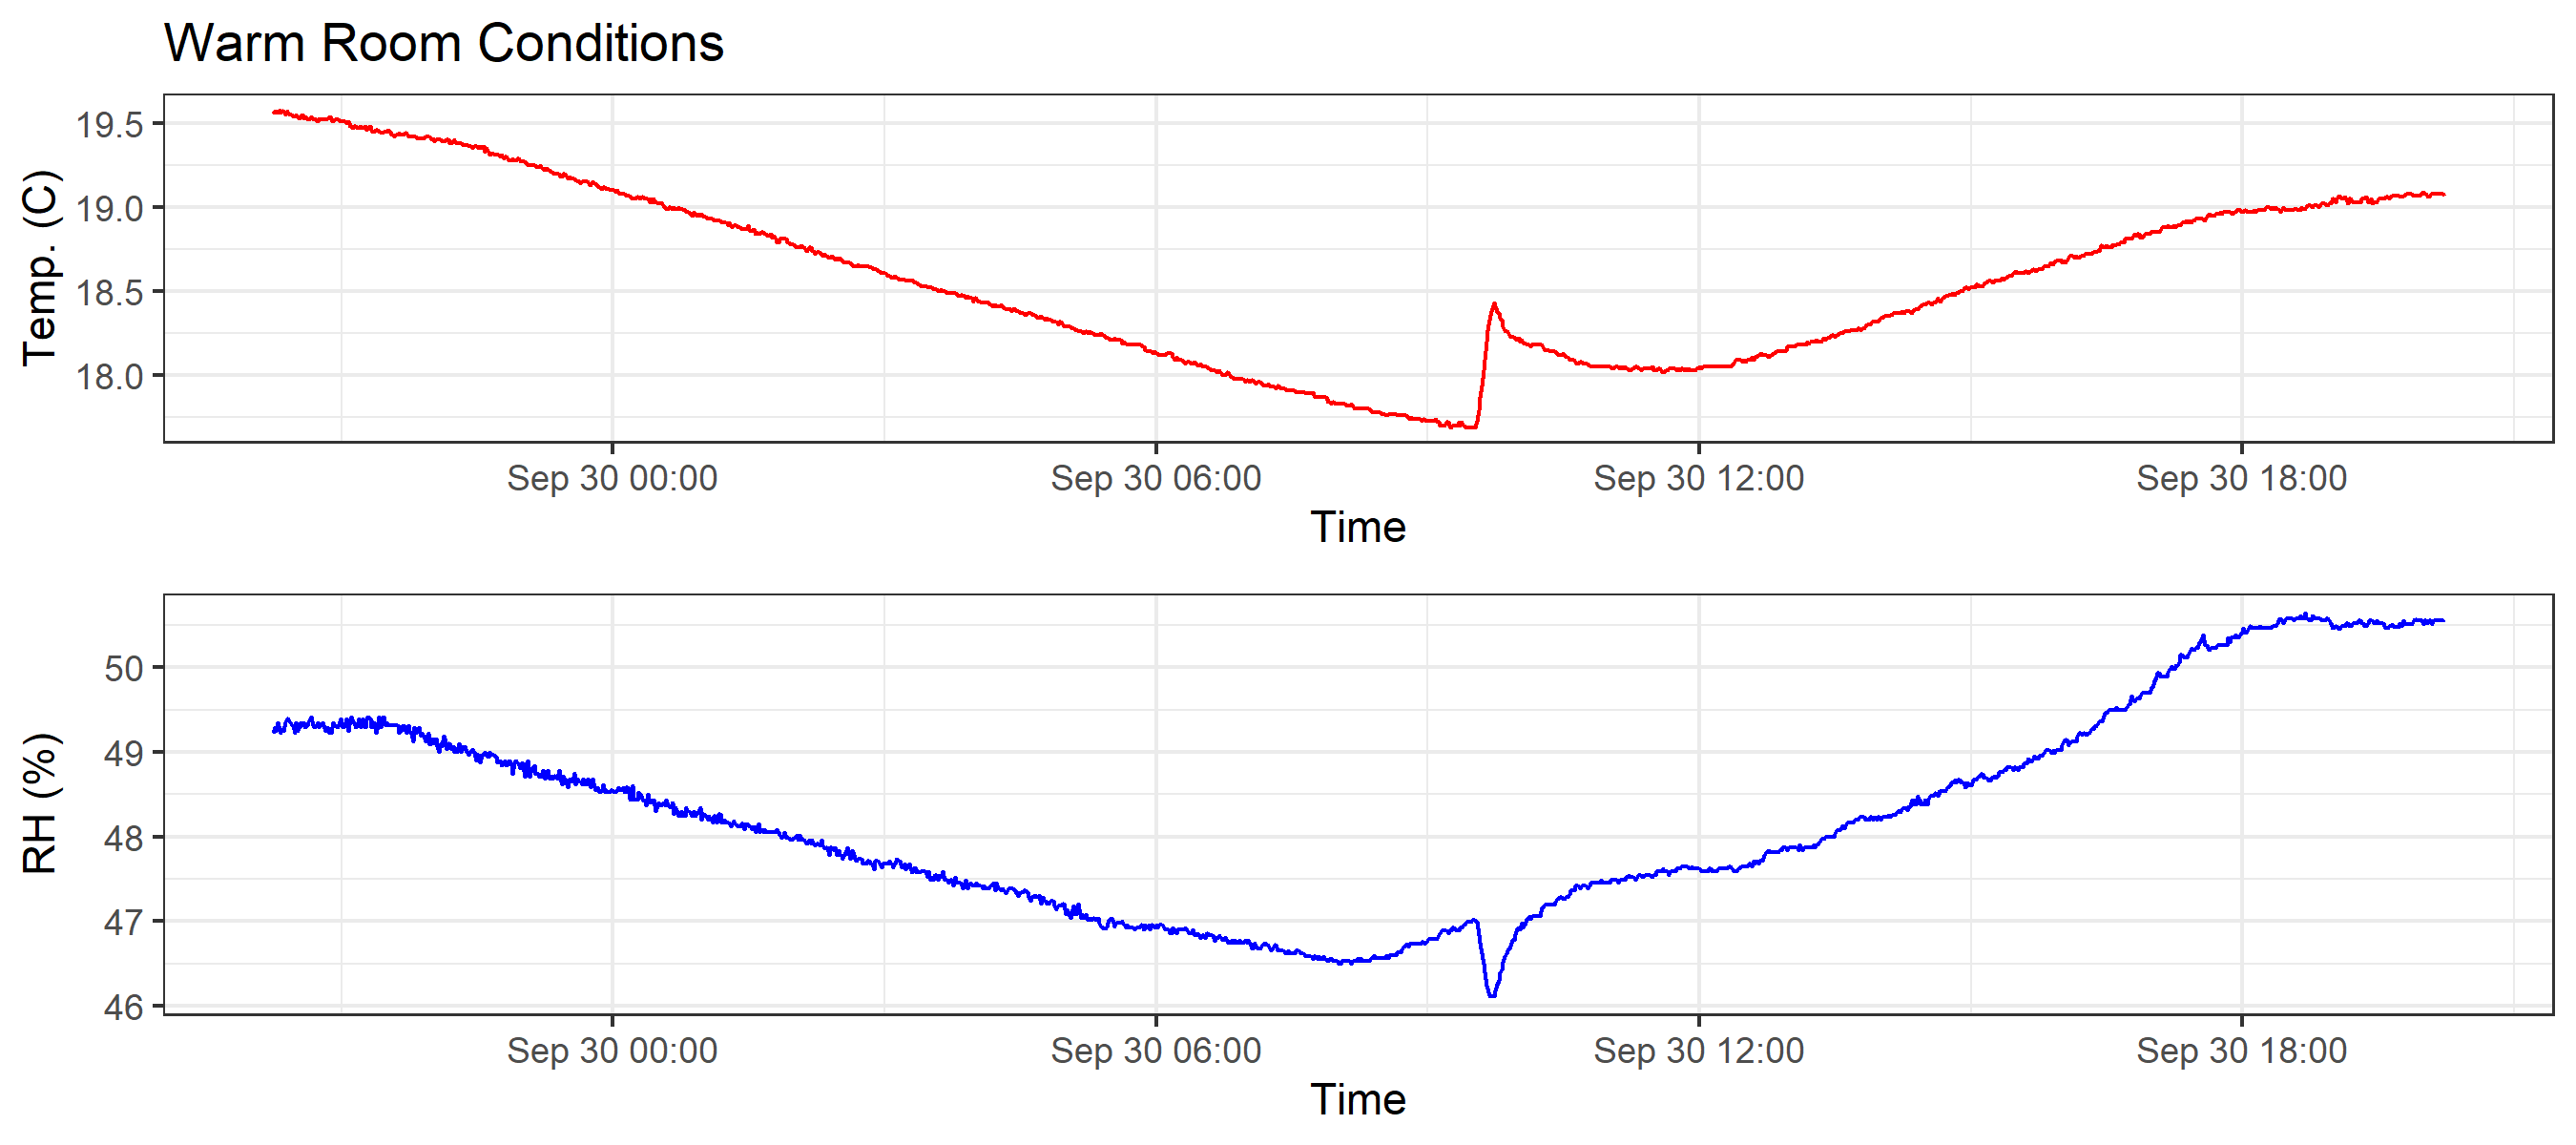 Warm Room Conditions
Temp. (C)
19.5
19.0
18.5
18.0
Sep 30 00:00 Sep 30 06:00 Sep 30 12:00 Sep 30 18:00
Time
RH (%)
50
49
48
47
46
Sep 30 00:00 Sep 30 06:00 Sep 30 12:00 Sep 30 18:00
Time